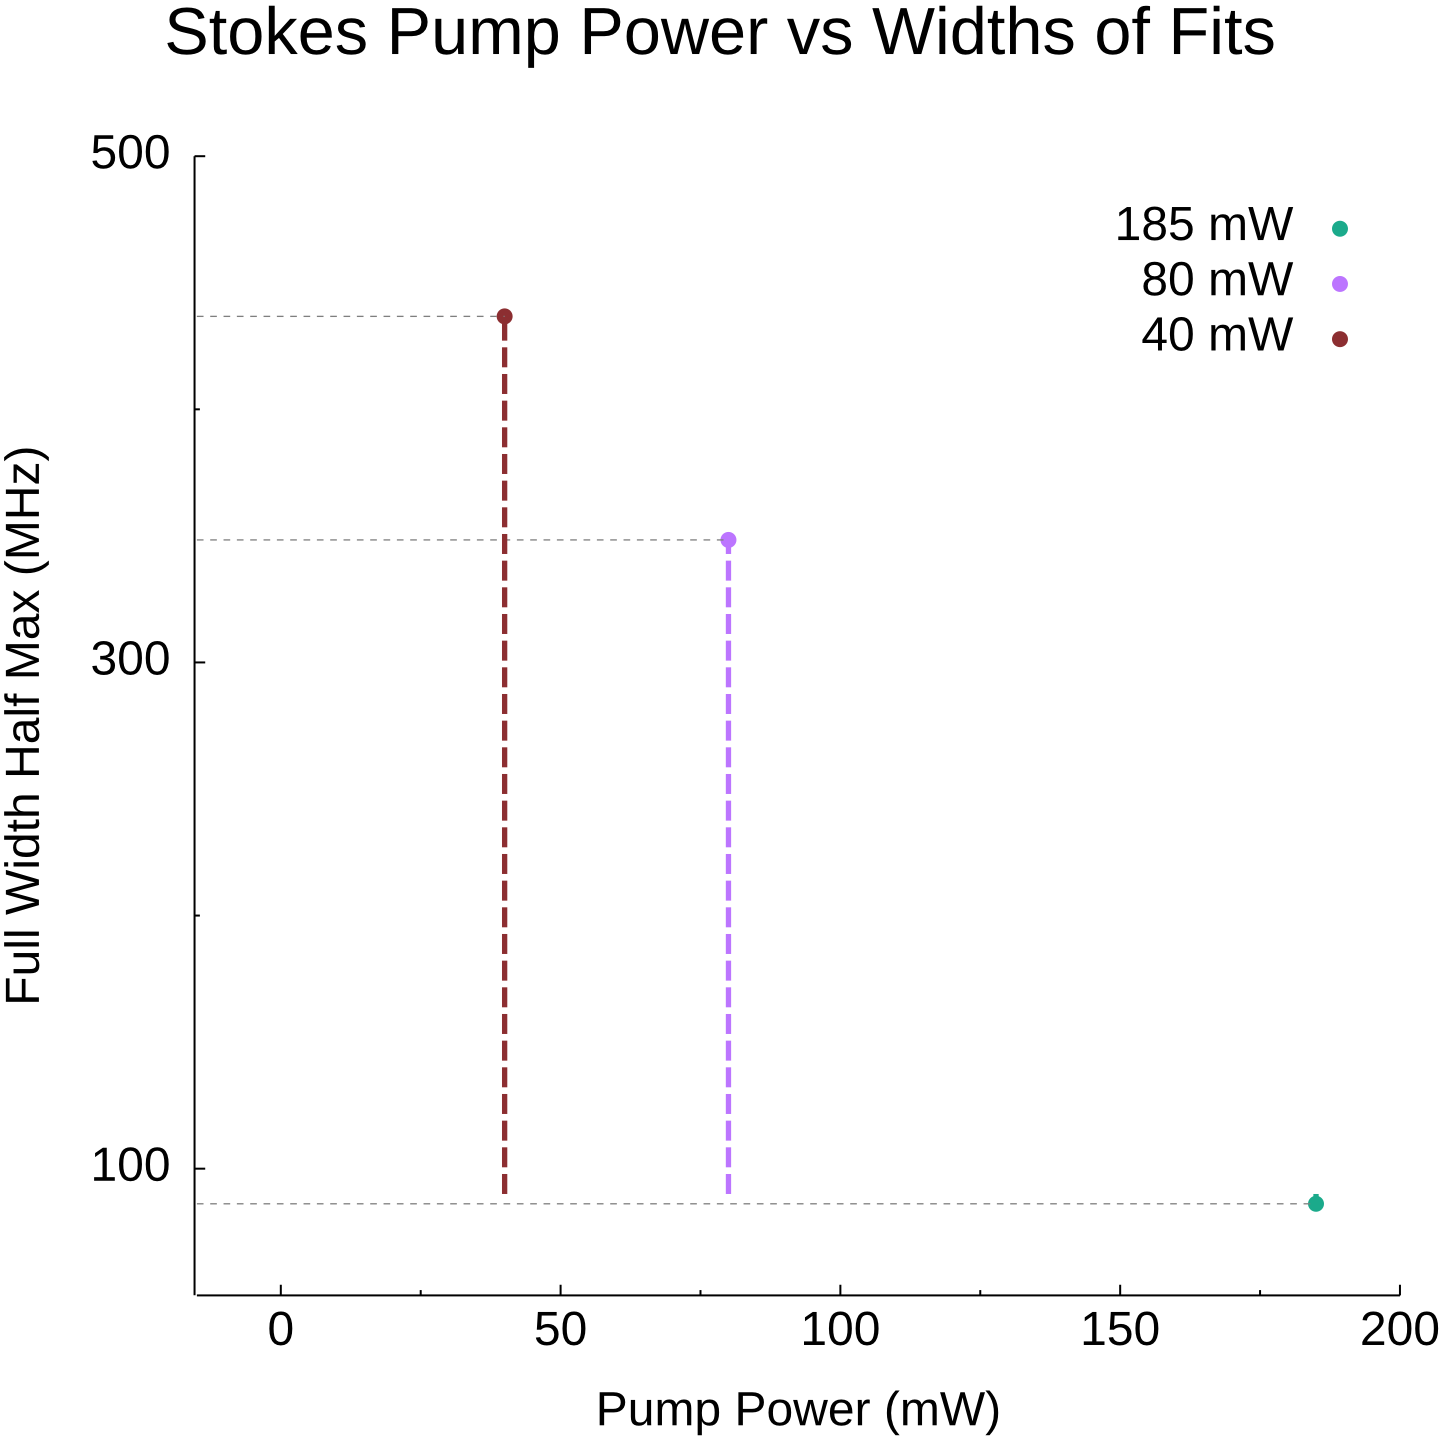 Stokes Pump Power vs Widths of Fits
500
185 mW
80 mW
40 mW
Full Width Half Max (MHz)
300
100
0 50 100 150 200
Pump Power (mW)